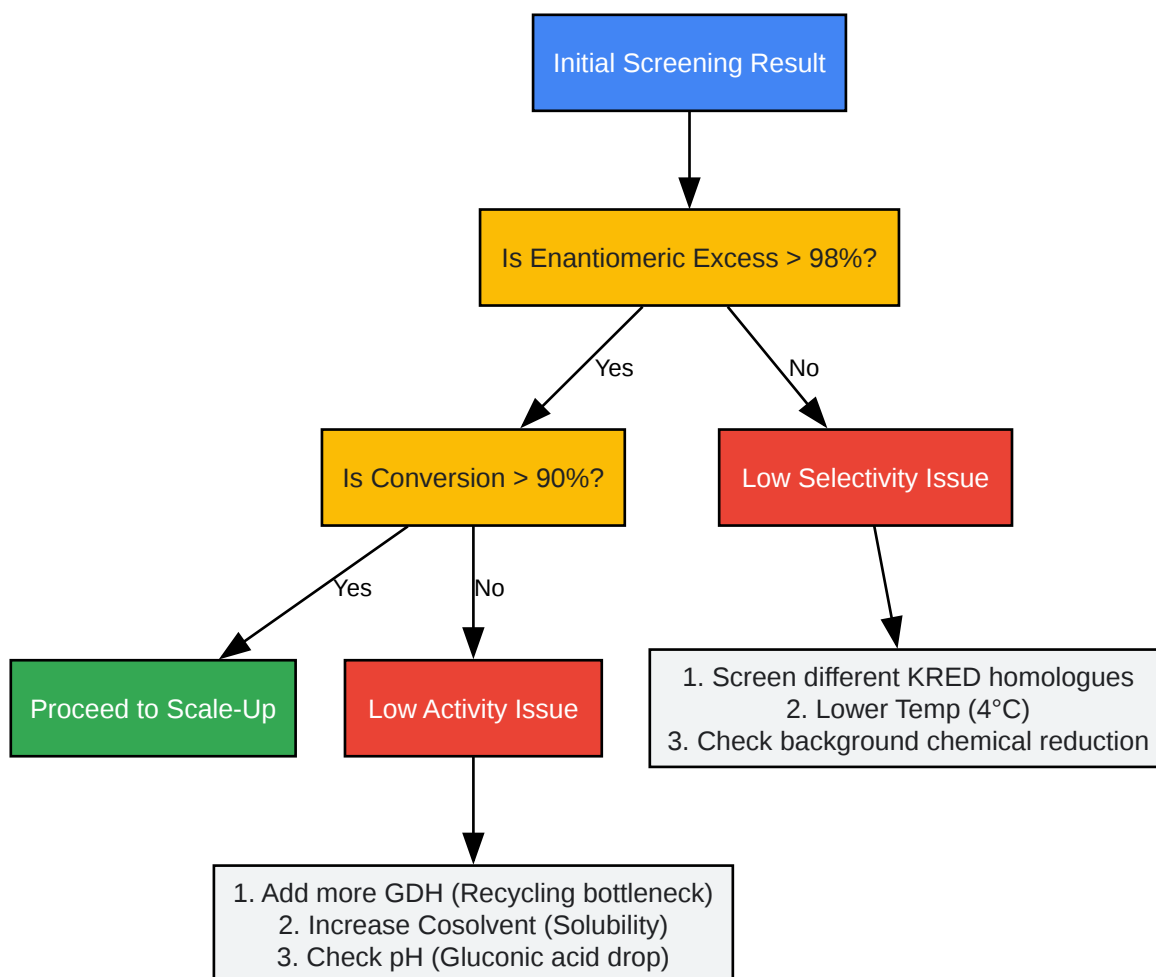 Initial Screening Result
Is Enantiomeric Excess > 98%?
Yes
No
Is Conversion > 90%?
Low Selectivity Issue
Yes
No
Proceed to Scale-Up
Low Activity Issue
1. Screen different KRED homologues
2. Lower Temp (4°C)
3. Check background chemical reduction
1. Add more GDH (Recycling bottleneck)
2. Increase Cosolvent (Solubility)
3. Check pH (Gluconic acid drop)